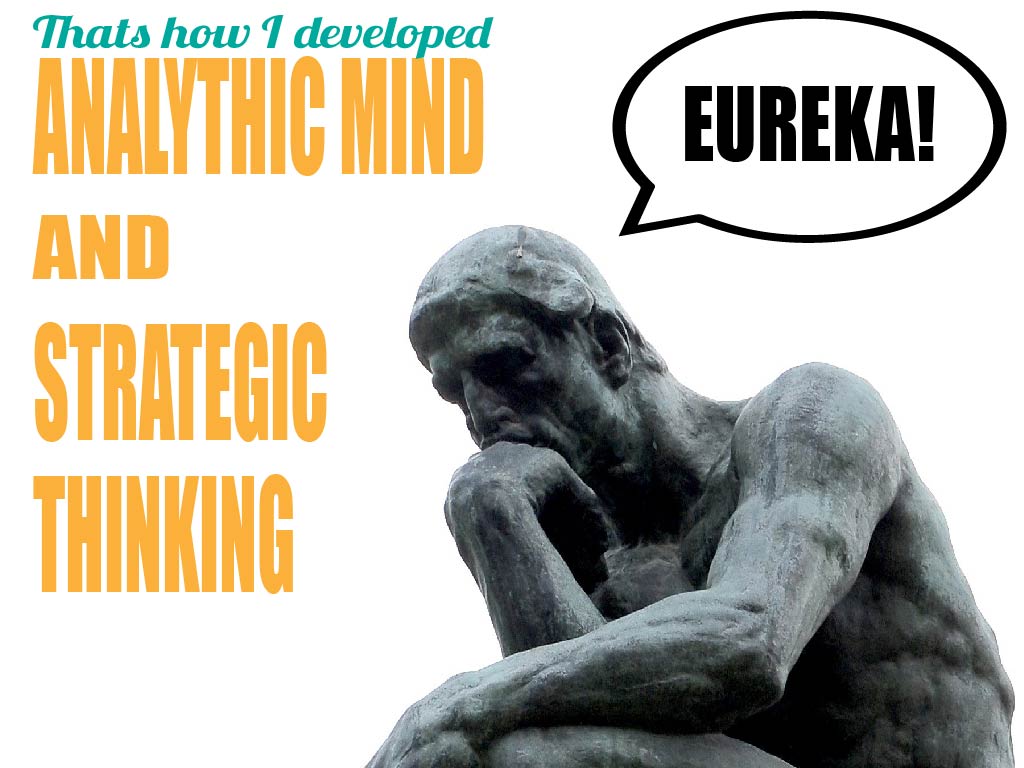 Thats how I developed
ANALYTHIC MIND
AND
STRATEGIC
THINKING
EUREKA!